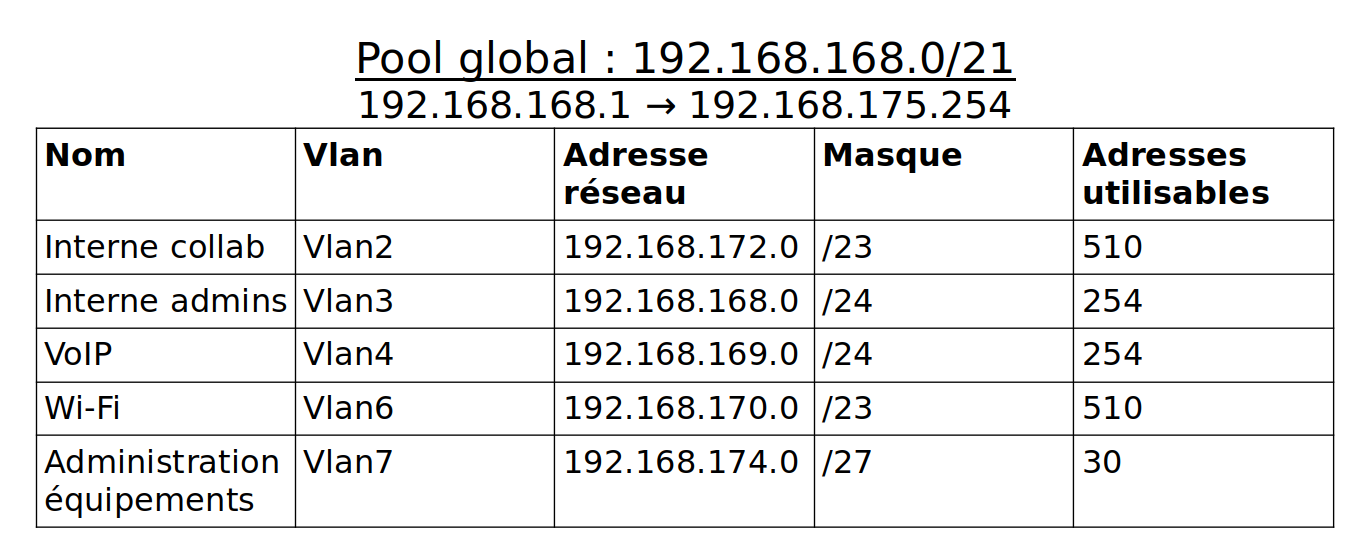 Pool global : 192.168.168.0/21
192.168.168.1 → 192.168.175.254
Nom Vlan Adresse réseau Masque Adresses utilisables
Interne collab Vlan2 192.168.172.0 /23 510
Interne admins Vlan3 192.168.168.0 /24 254
VoIP Vlan4 192.168.169.0 /24 254
Wi-Fi Vlan6 192.168.170.0 /23 510
Administration équipements Vlan7 192.168.174.0 /27 30